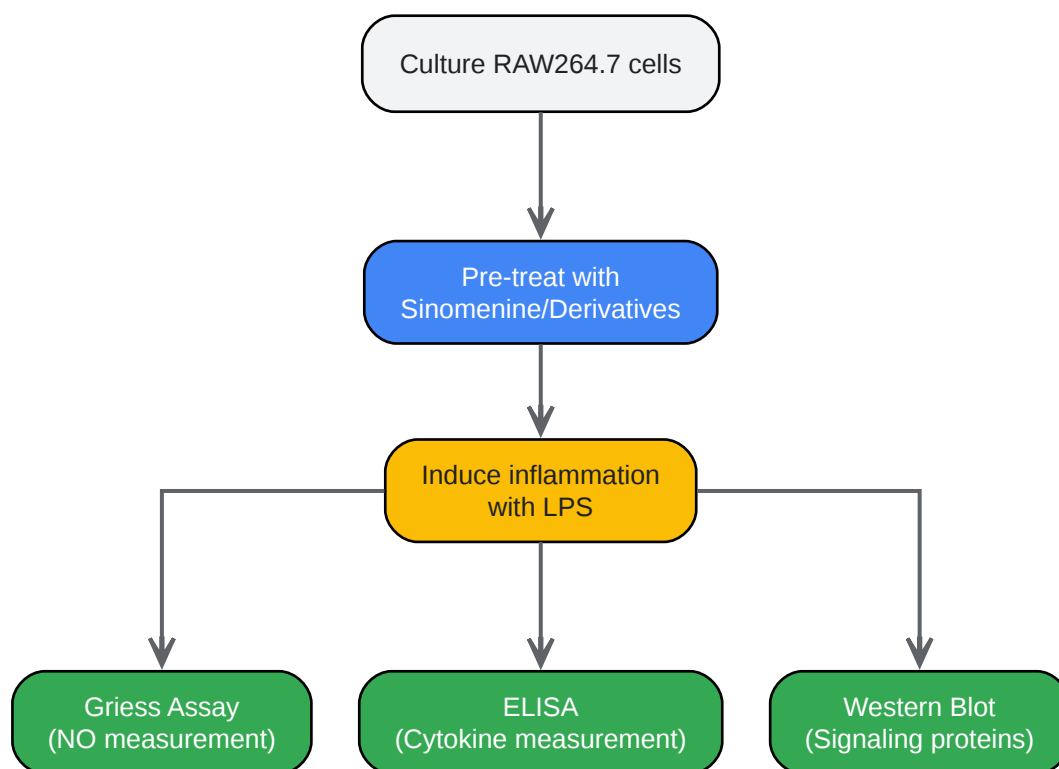 Culture RAW264.7 cells
Pre-treat with
Sinomenine/Derivatives
Induce inflammation
with LPS
Griess Assay
(NO measurement)
ELISA
(Cytokine measurement)
Western Blot
(Signaling proteins)